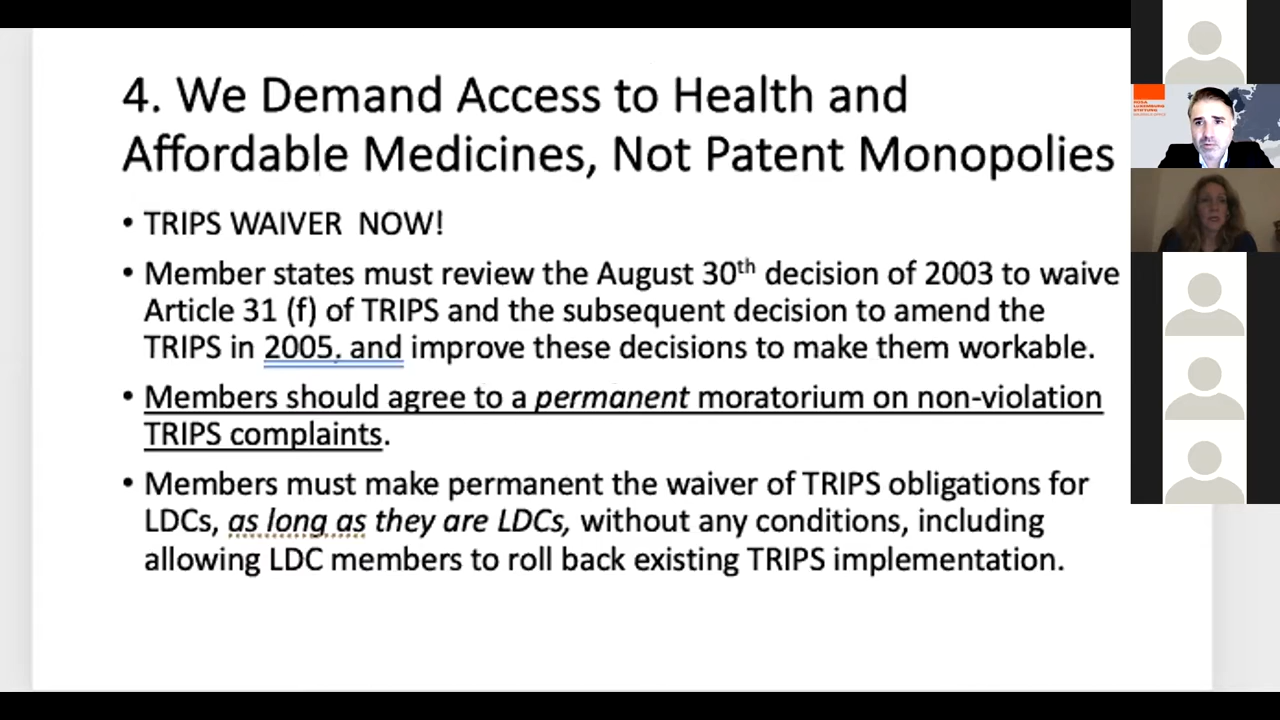 4. We Demand Access to Health and
Affordable Medicines, Not Patent Monopolies
• TRIPS WAIVER NOW!
• Member states must review the August 30th decision of 2003 to waive
Article 31 (f) of TRIPS and the subsequent decision to amend the
TRIPS in 2005, and improve these decisions to make them workable.
• Members should agree to a permanent moratorium on non-violation
TRIPS complaints.
• Members must make permanent the waiver of TRIPS obligations for
LDCs, as long as they are LDCs, without any conditions, including
allowing LDC members to roll back existing TRIPS implementation.
ROSA
LUXEMBURG
STIFTUNG